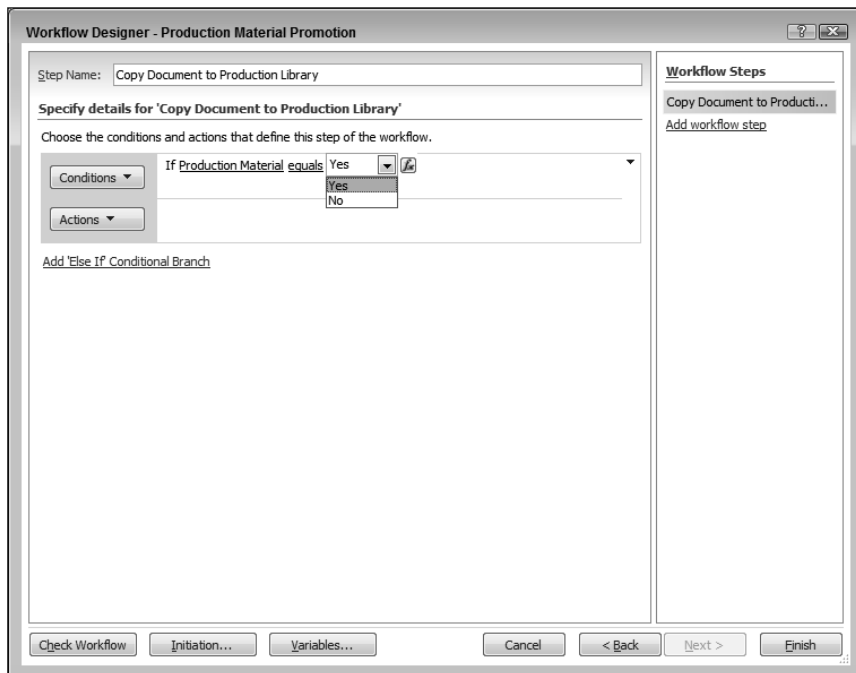 Workflow Designer - Production Material Promotion
Step Name: Copy Document to Production Library
Specify details for 'Copy Document to Production Library'
Choose the conditions and actions that define this step of the workflow.
Conditions
If Production Material equals Yes
Yes
No
Actions
Add 'Else If' Conditional Branch
Workflow Steps
Copy Document to Producti...
Add workflow step
Check Workflow
Initiation...
Variables...
Cancel
< Back
Next >
Finish